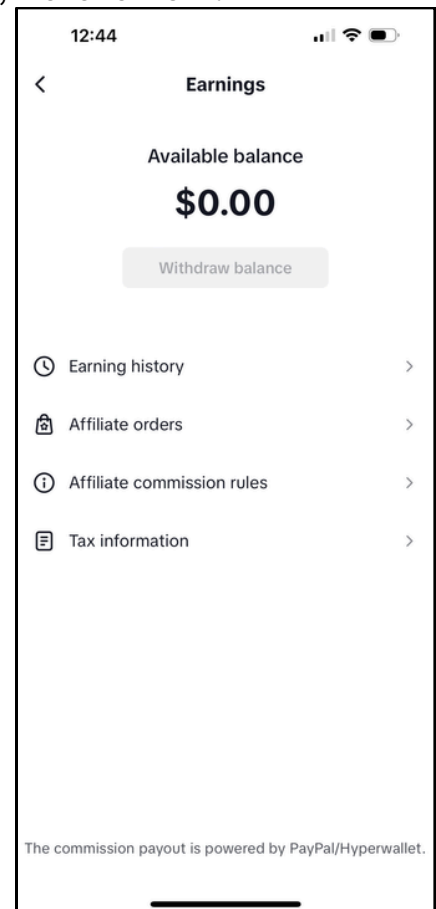 12:44
Earnings
Available balance
$0.00
Withdraw balance
Earning history
Affiliate orders
Affiliate commission rules
Tax information
The commission payout is powered by PayPal/Hyperwallet.